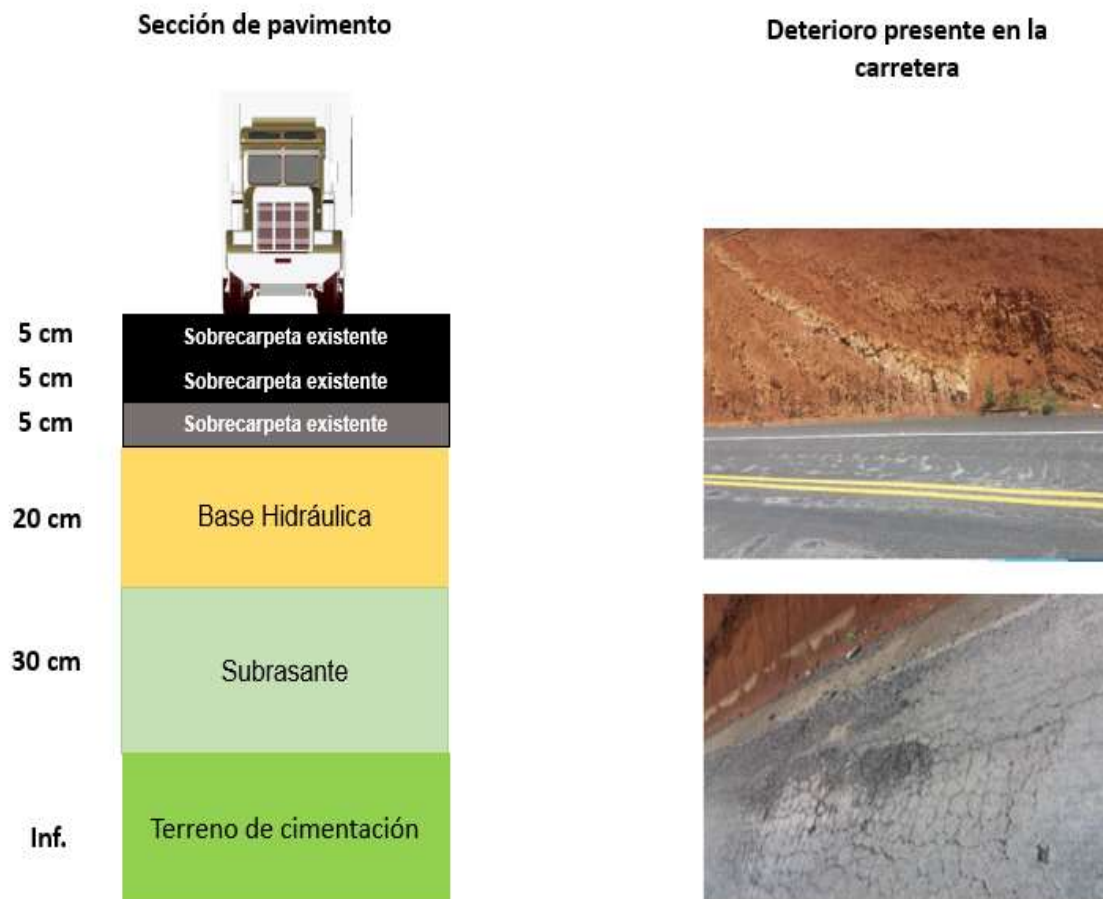 Sección de pavimento
Deterioro presente en la
carretera
5 cm
Sobrecarpeta existente
5 cm
Sobrecarpeta existente
5 cm
Sobrecarpeta existente
20 cm
Base Hidráulica
30 cm
Subrasante
Inf.
Terreno de cimentación